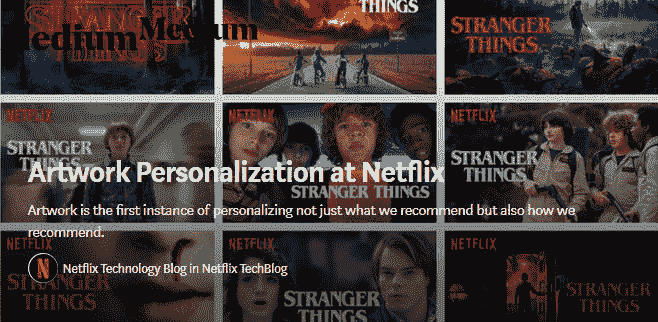 STRANGER
edium Medium
THINGS
STRANGER
THINGS
NETFLIX
NETFLIX
NETFLIX
STRANGER
THINGS
STRANGER
THINGS
STRANGER THINGS
Artwork Personalization at Netflix
Artwork is the first instance of personalizing not just what we recommend but also how we
recommend.
NETFLIX
NETFLIX
NETFLIX
N
Netflix Technology Blog in Netflix TechBlog
STRANGER
THINGS
STRANGER
THINGS
STRANGER
THINGS